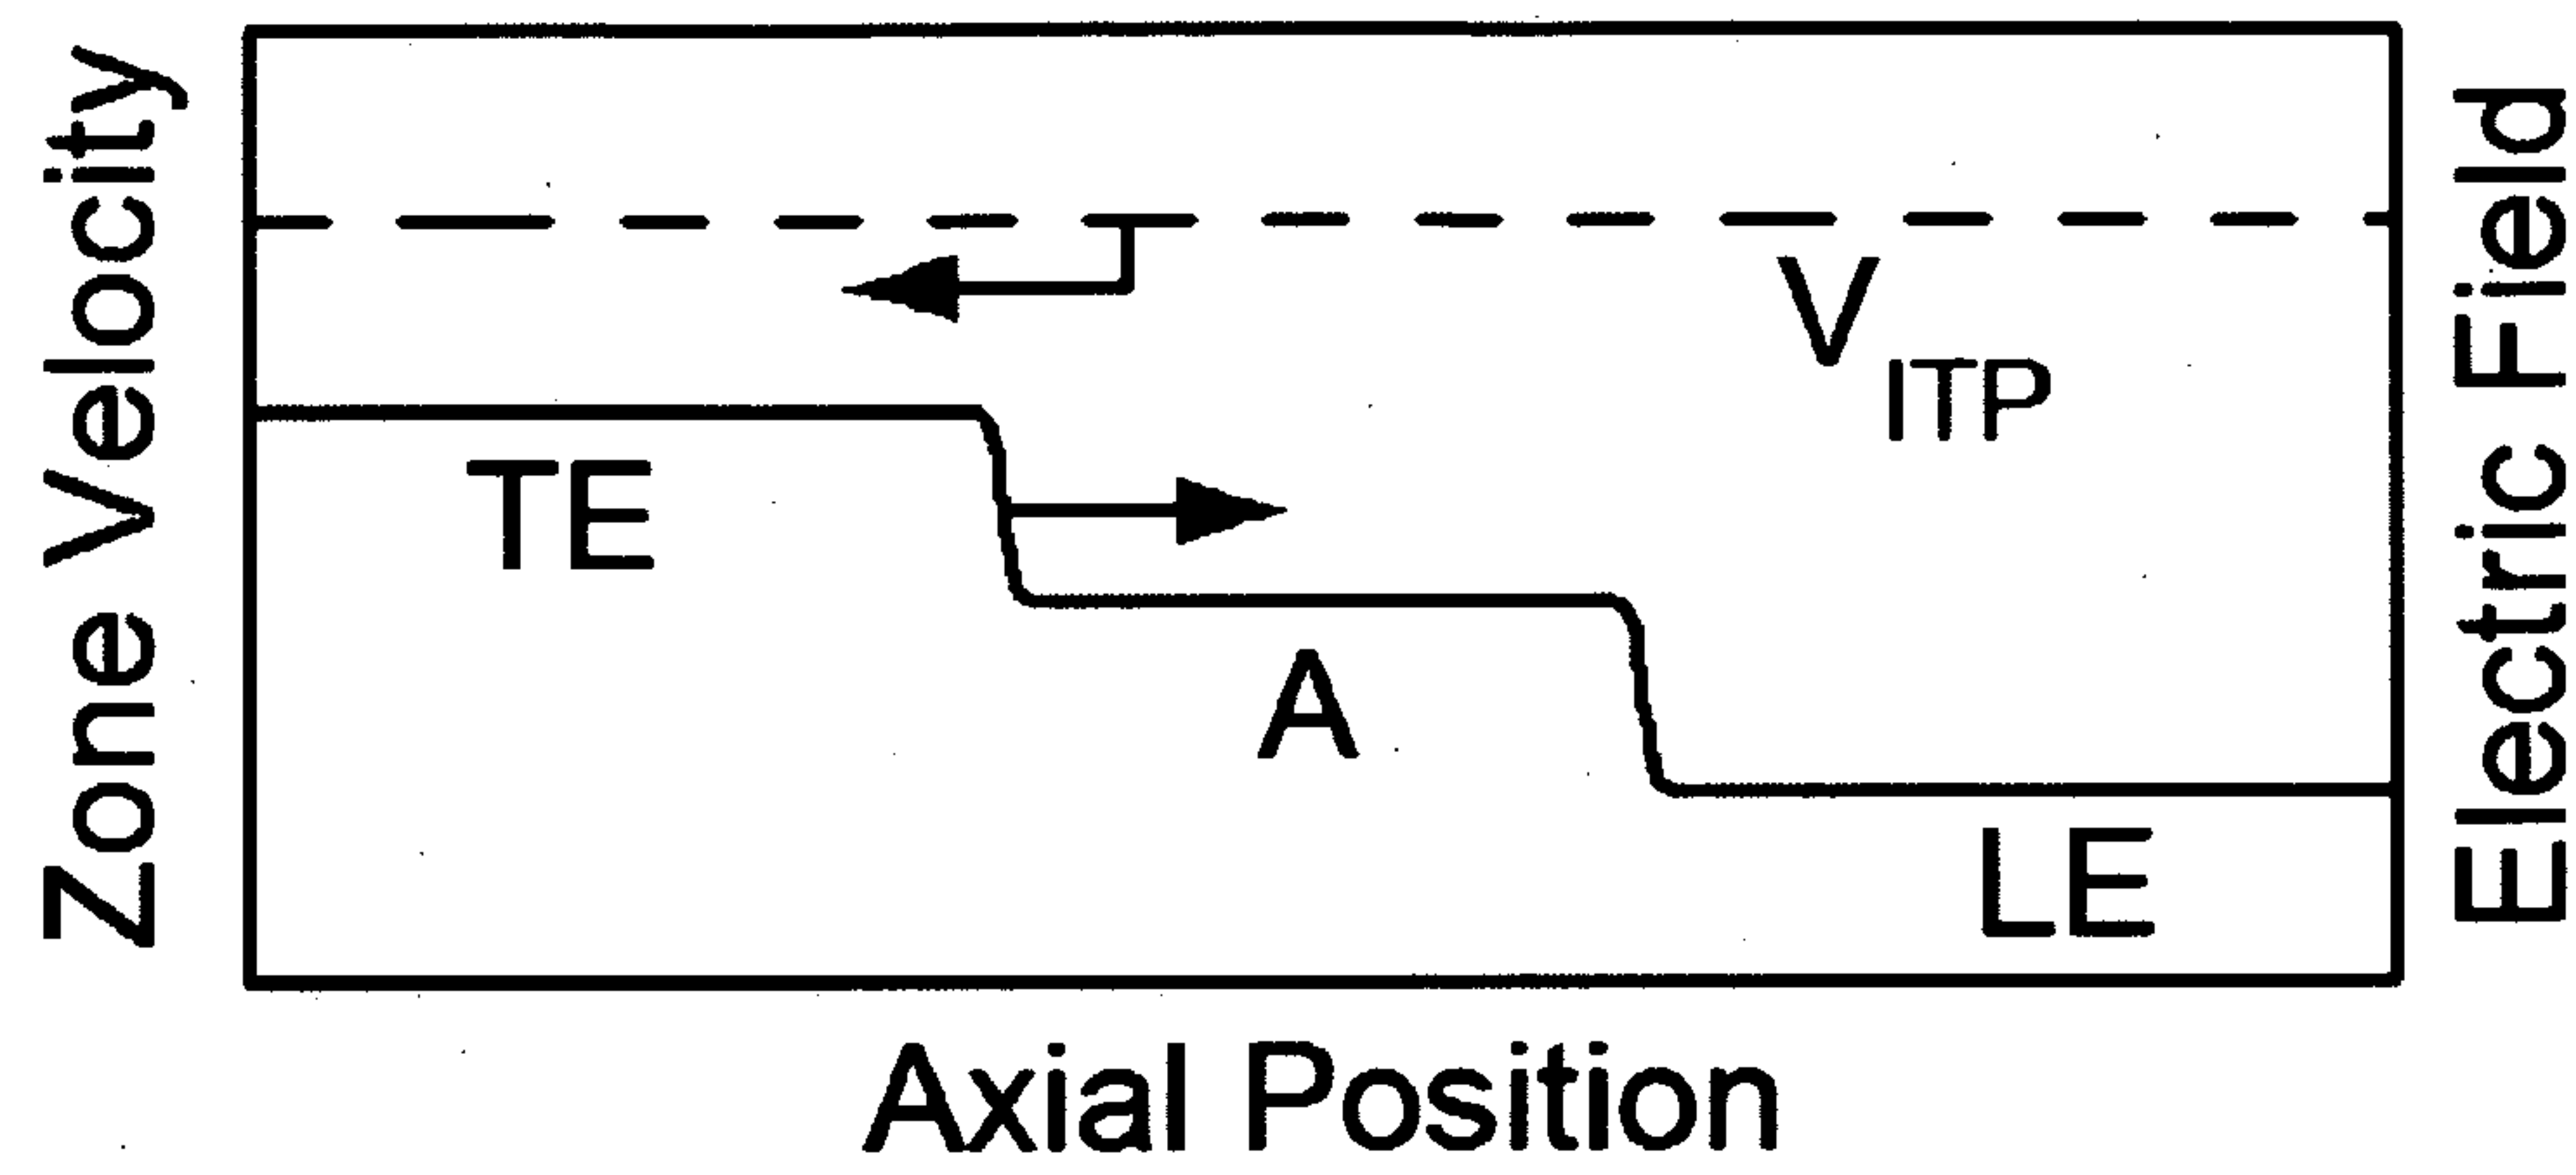 Zone Velocity
V ITP
TE
A
LE
Electric Field
Axial Position